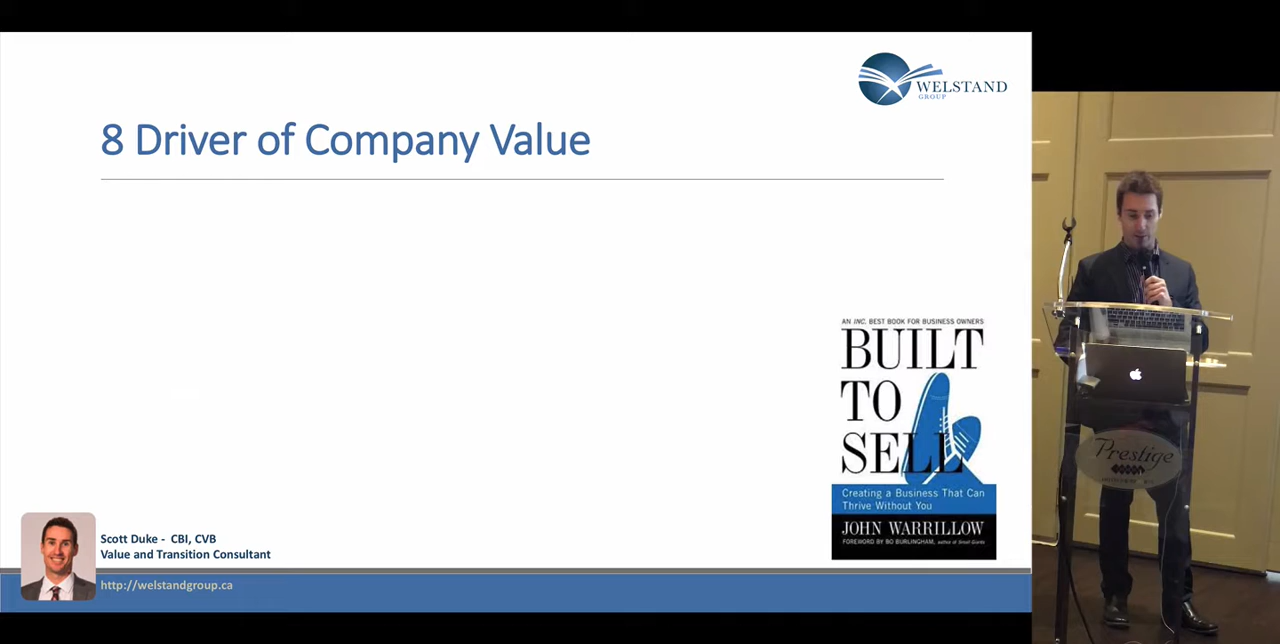 WELSTAND
GROUP
8 Driver of Company Value
AN INC. BEST BOOK FOR BUSINESS OWNERS
BUILT
TO
SELL
Creating a Business That Can
Thrive Without You
JOHN WARRILLOW
FOREWORD BY BO BURLINGHAM, author of Small Giants
Scott Duke - CBI, CVB
Value and Transition Consultant
http://welstandgroup.ca
Prestige